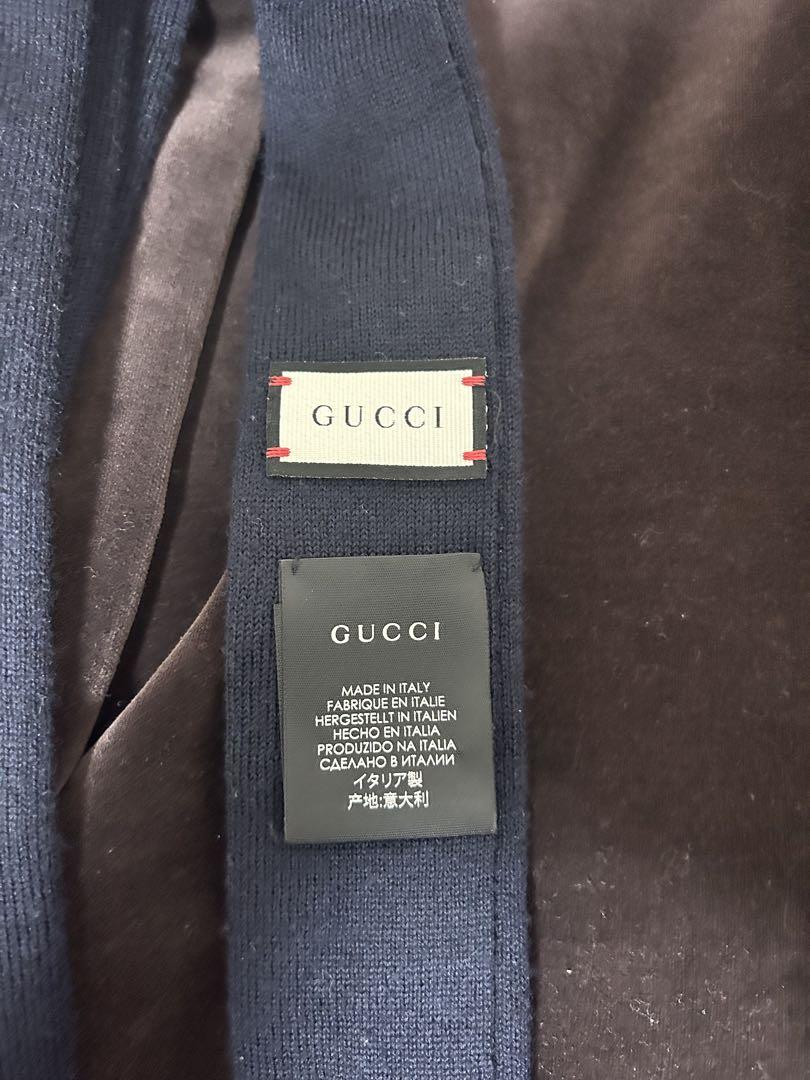 GUCCI
GUCCI
MADE IN ITALY
FABRIQUE EN ITALIE
HERGESTELLT IN ITALIEN
HECHO EN ITALIA
PRODUZIDO NA ITALIA
СДЕЛАНО В ИТАЛИИ
イタリア製
产地:意大利